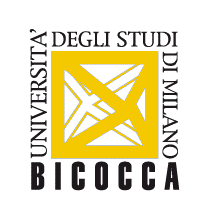 UNIVERSITA'
DEGLI STUDI
DI MILANO
BICOCCA